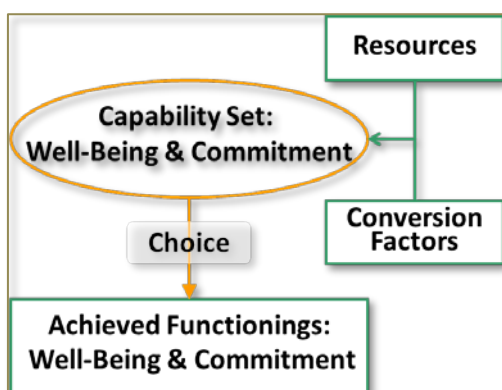 Resources
Capability Set:
Well-Being & Commitment
Conversion
Factors
Choice
Achieved Functionings:
Well-Being & Commitment